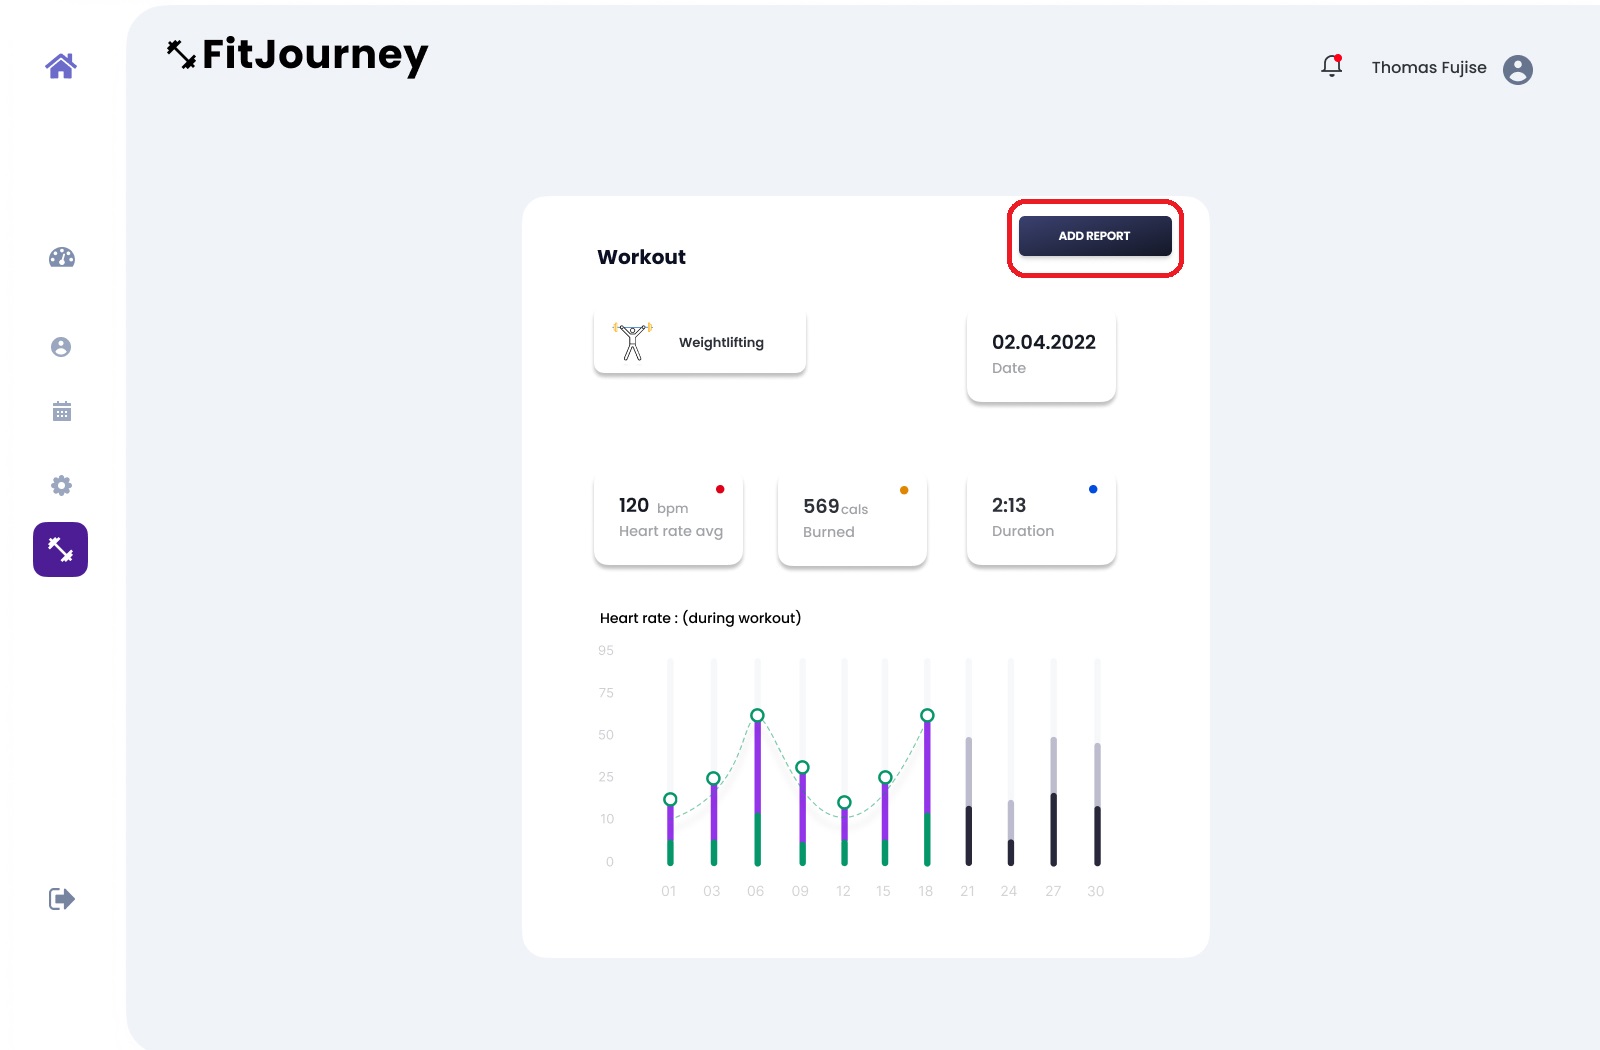 FitJourney
Thomas Fujise
ADD REPORT
Workout
Weightlifting
02.04.2022
Date
120 bpm
Heart rate avg
569 cals
Burned
2:13
Duration
Heart rate : (during workout)
95
75
50
25
10
0
01 03 06 09 12 15 18 21 24 27 30